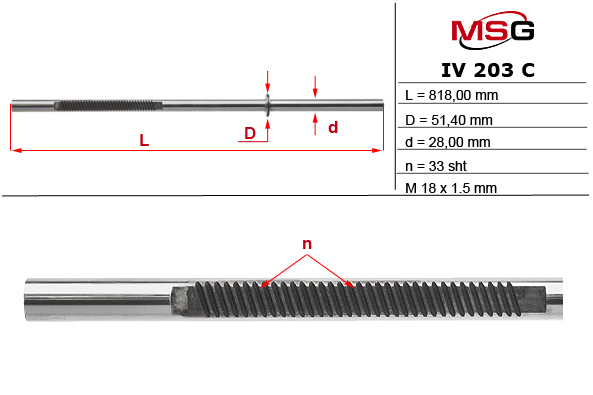 MSG
IV 203 C
L = 818,00 mm
D = 51,40 mm
d = 28,00 mm
n = 33 sht
M 18 x 1.5 mm
L
D
d
n